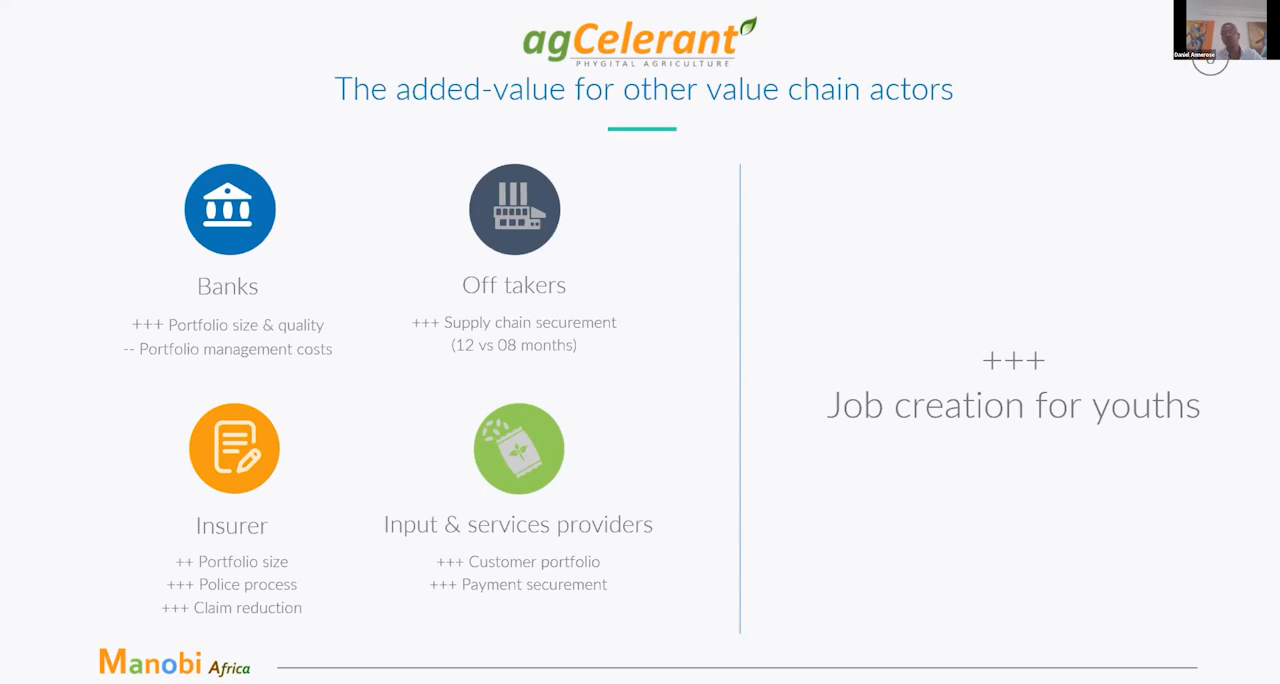 agCelerant
PHYGITAL AGRICULTURE
Daniel Annerose
The added-value for other value chain actors
Banks
+++ Portfolio size & quality
-- Portfolio management costs
Off takers
+++ Supply chain securement
(12 vs 08 months)
Insurer
++ Portfolio size
+++ Police process
+++ Claim reduction
Input & services providers
+++ Customer portfolio
+++ Payment securement
+++
Job creation for youths
Manobi Africa